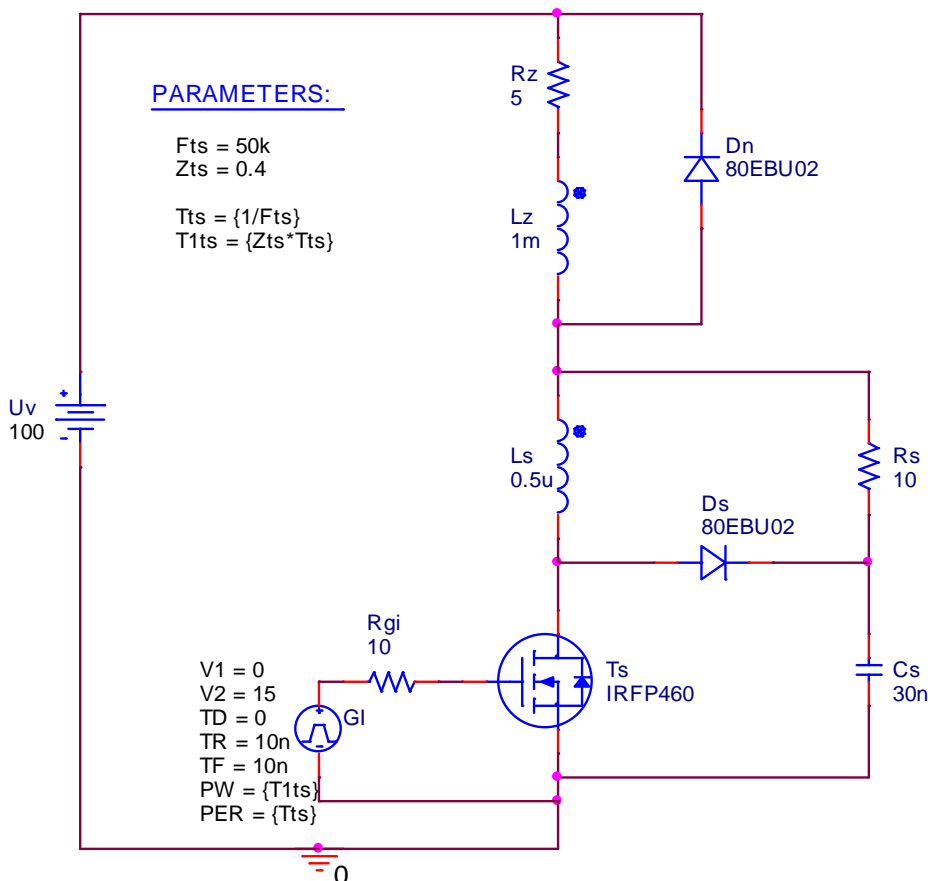 PARAMETERS:
Fts = 50k
Zts = 0.4
Tts = {1/Fts}
T1ts = {Zts*Tts}
Rz
5
Dn
80EBU02
Lz
1m
Uv
100
+
-
Ls
0.5u
Rs
10
Ds
80EBU02
Rgi
10
Ts
IRFP460
Cs
30n
V1 = 0
V2 = 15
TD = 0
TR = 10n
TF = 10n
PW = {T1ts}
PER = {Tts}
+
-
GI
0